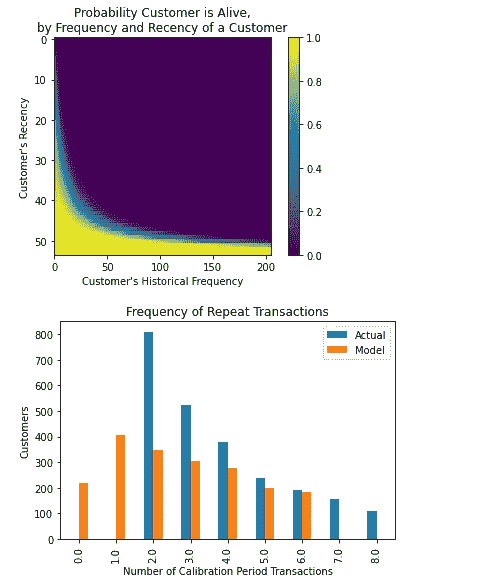 Probability Customer is Alive,
by Frequency and Recency of a Customer
0
10
20
30
40
50
Customer's Recency
0 50 100 150 200
Customer's Historical Frequency
1.0
0.8
0.6
0.4
0.2
0.0
Frequency of Repeat Transactions
800
700
600
500
400
300
200
100
0
Customers
Actual
Model
0.0 1.0 2.0 3.0 4.0 5.0 6.0 7.0 8.0
Number of Calibration Period Transactions